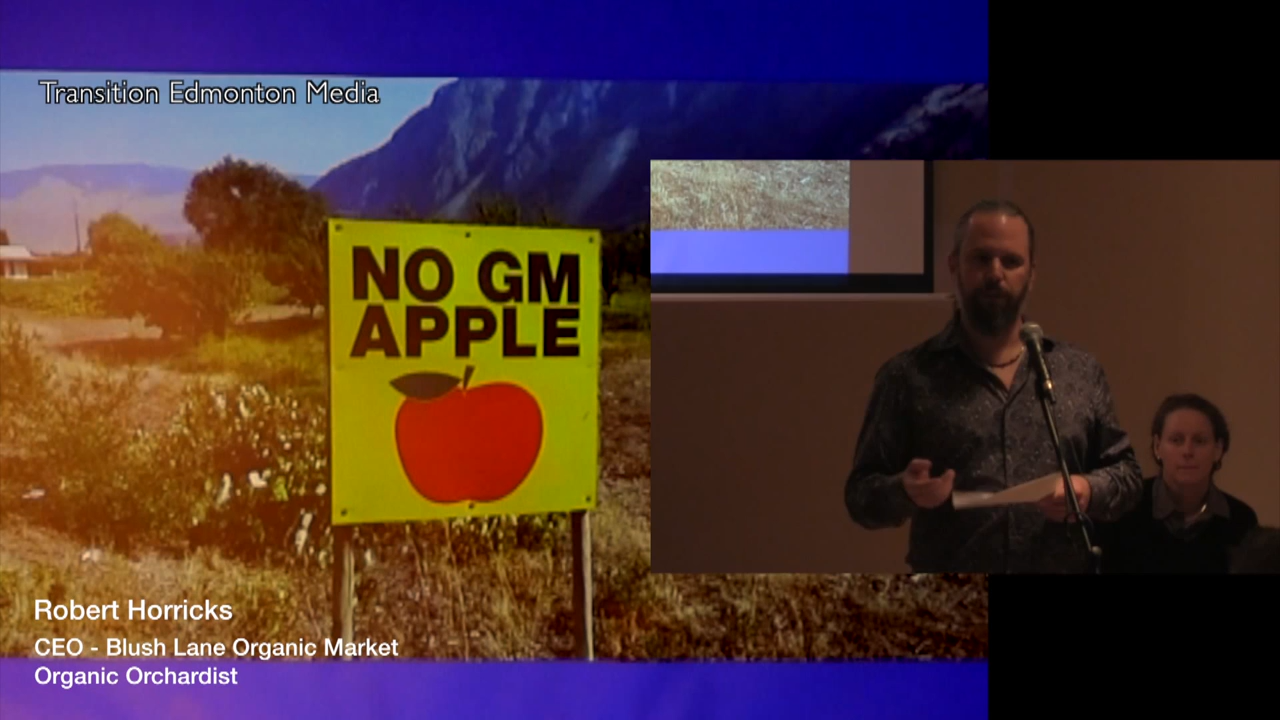 Transition Edmonton Media
NO GM
APPLE
Robert Horricks
CEO - Blush Lane Organic Market
Organic Orchardist